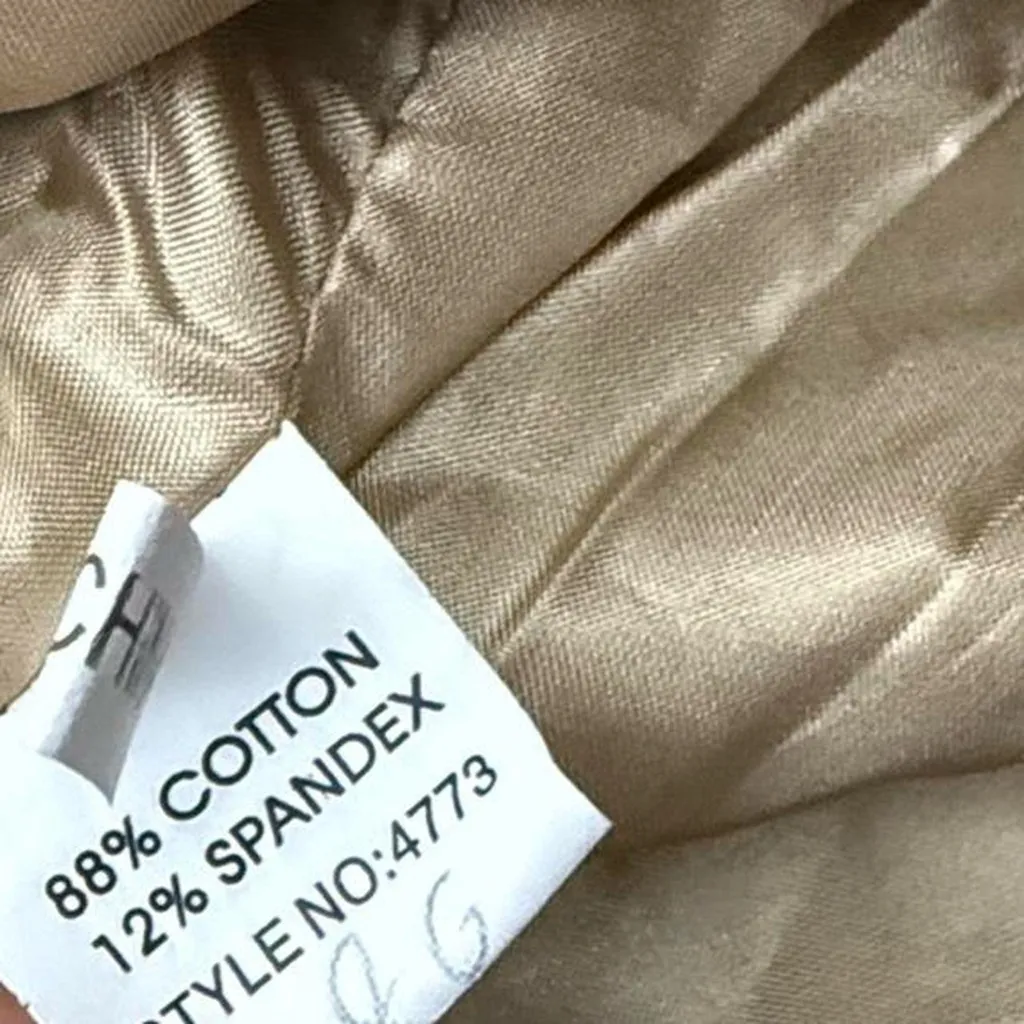 C
88% COTTON
12% SPANDEX
STYLE NO:4773